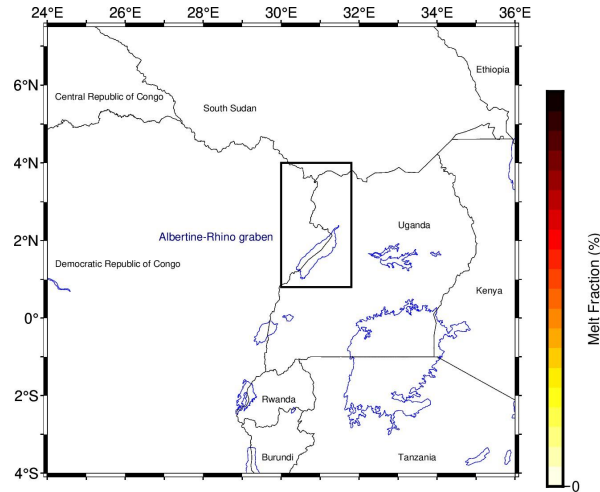 24°E 26°E 28°E 30°E 32°E 34°E 36°E
Ethiopia
6°N
Central Republic of Congo
South Sudan
4°N
Albertine-Rhino graben
Uganda
2°N
Democratic Republic of Congo
Kenya
0°
2°S
Rwanda
Burundi
Tanzania
4°S
Melt Fraction (%)
0